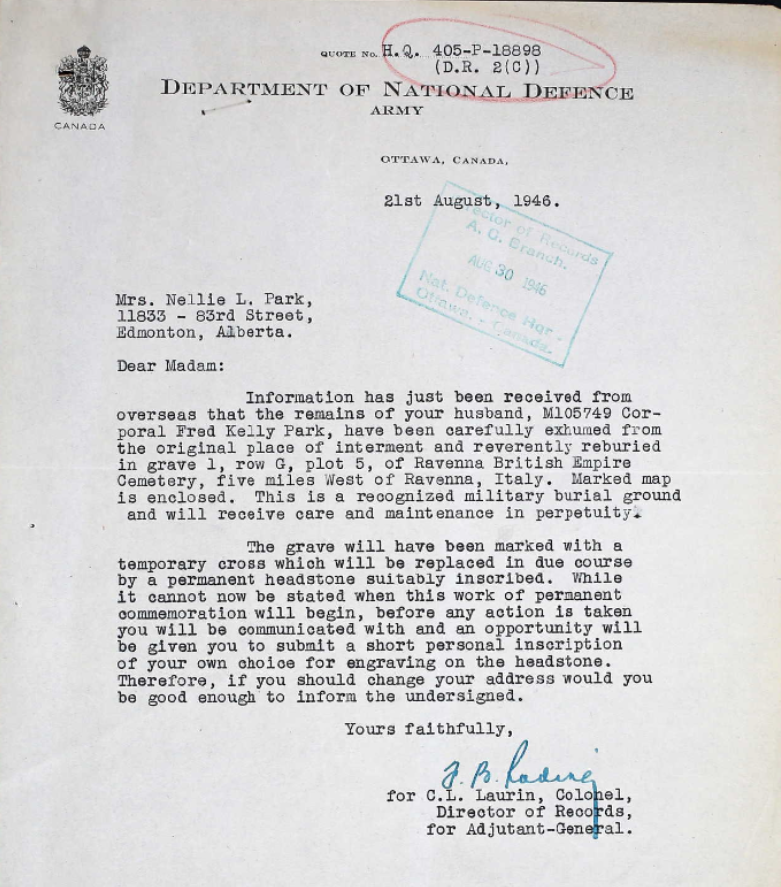 QUOTE No. H.Q. 405-P-18898
(D.R. 2(C))
DEPARTMENT OF NATIONAL DEFENCE
ARMY
CANADA
OTTAWA, CANADA,
21st August, 1946.
Director of Records
A. G. Branch.
AUG 30 1946
Nat. Defence Hqr.
Ottawa, - Canada.
Mrs. Nellie L. Park,
11833 - 83rd Street,
Edmonton, Alberta.
Dear Madam:
Information has just been received from
overseas that the remains of your husband, M105749 Cor-
poral Fred Kelly Park, have been carefully exhumed from
the original place of interment and reverently reburied
in grave 1, row G, plot 5, of Ravenna British Empire
Cemetery, five miles West of Ravenna, Italy. Marked map
is enclosed. This is a recognized military burial ground
and will receive care and maintenance in perpetuity.
The grave will have been marked with a
temporary cross which will be replaced in due course
by a permanent headstone suitably inscribed. While
it cannot now be stated when this work of permanent
commemoration will begin, before any action is taken
you will be communicated with and an opportunity will
be given you to submit a short personal inscription
of your own choice for engraving on the headstone.
Therefore, if you should change your address would you
be good enough to inform the undersigned.
Yours faithfully,
for C.L. Laurin, Colonel,
Director of Records,
for Adjutant-General.